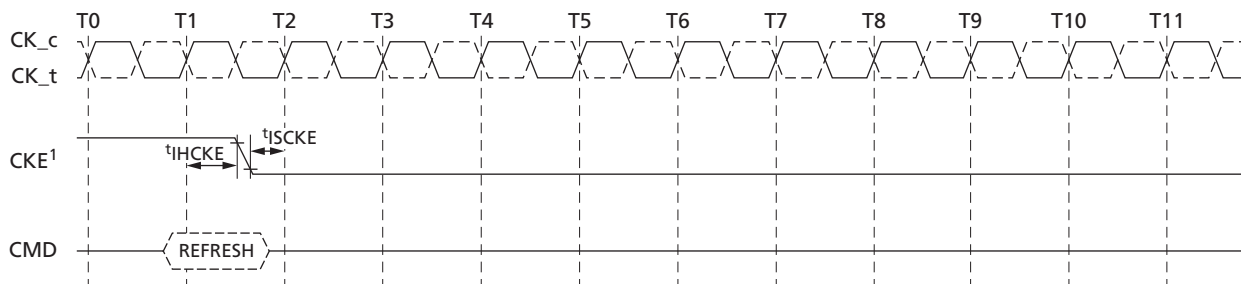 T0 T1 T2 T3 T4 T5 T6 T7 T8 T9 T10 T11
CK_c
CK_t
tISCKE
CKE1
tIHCKE
CMD
REFRESH